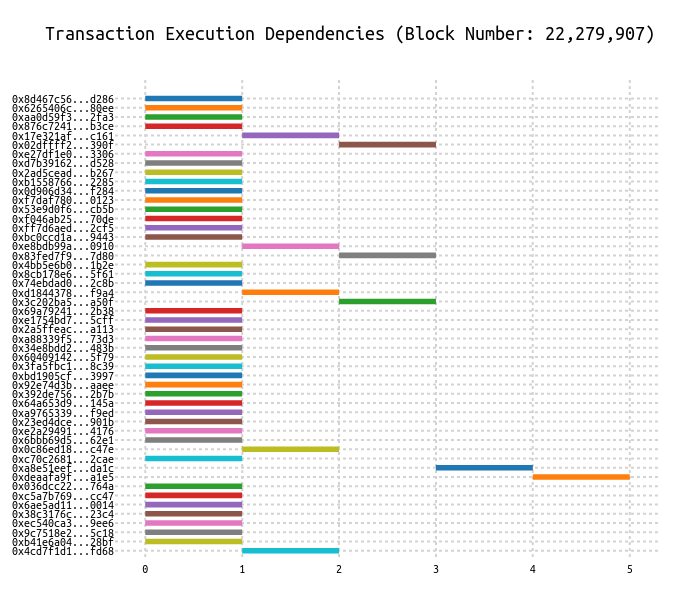 Transaction Execution Dependencies (Block Number: 22,279,907)
0x8d467c56...d286
0x6265406c...80ee
0xaa0d59f3...2fa3
0x876c7241...b3ce
0x17e321af...c161
0x02dffff2...390f
0xe27df1e0...3306
0xd7b39162...d528
0x2ad5cead...b267
0xb1558766...2285
0x0d906d34...f284
0xf7daf780...0123
0x53e9d0f6...cb5b
0xf046ab25...70de
0xff7d6aed...2cf5
0xbc0ccd1a...9443
0xe8bdb99a...0910
0x83fed7f9...7d80
0x4bb5e6b0...1b2e
0x8cb178e6...5f61
0x74ebdad0...2c8b
0xd1844378...f9a4
0x3c202ba5...a50f
0x69a79241...2b38
0xe1754bd7...5cff
0x2a5ffeac...a113
0xa88339f5...73d3
0x34e8bdd2...483b
0x60409142...5f79
0x3fa5fbc1...8c39
0xbd1905cf...3997
0x92e74d3b...aaee
0x392de756...2b7b
0x64a653d9...145a
0xa9765339...f9ed
0x23ed4dce...901b
0xe2a29491...4176
0x6bbb69d5...62e1
0x0c86ed18...c47e
0xc70c2681...2cae
0xa8e51eef...da1c
0xdeaafa9f...a1e5
0x036dcc22...764a
0xc5a7b769...cc47
0x6ae5ad11...0014
0x38c3176c...23c4
0xec540ca3...9ee6
0x9c7518e2...5c18
0xb41e6a04...28bf
0x4cd7f1d1...fd68
0 1 2 3 4 5